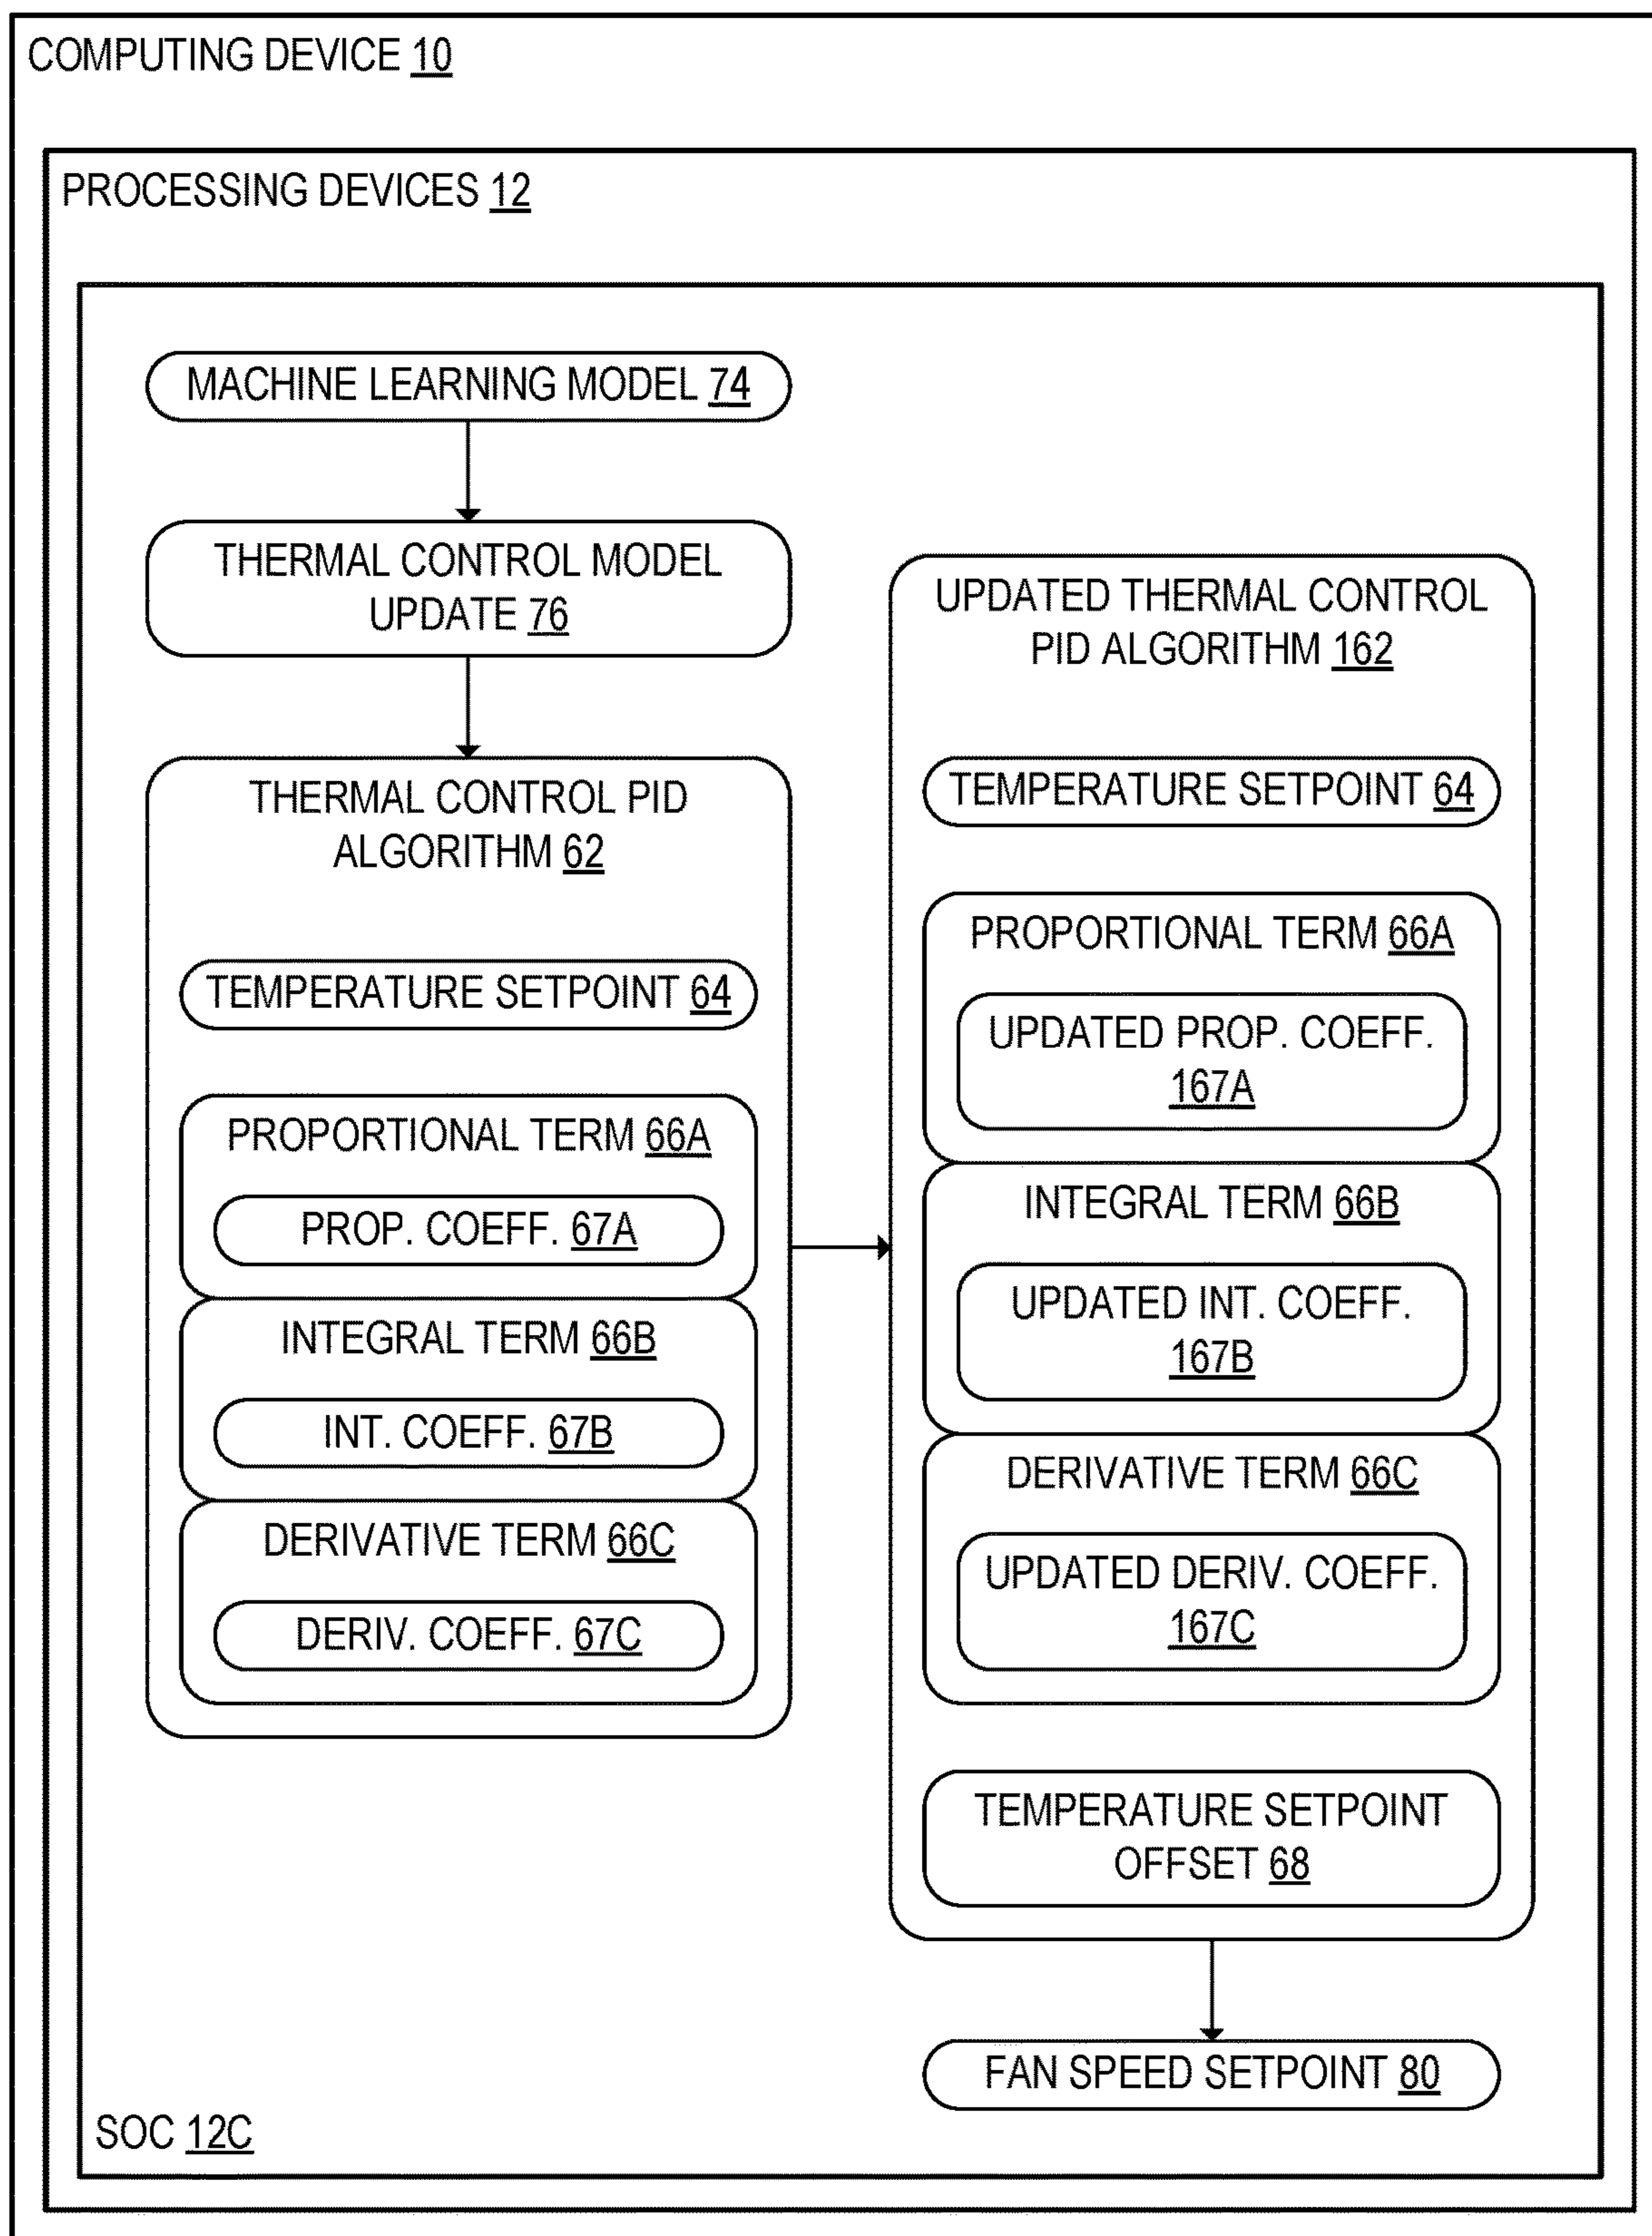 COMPUTING DEVICE 10
PROCESSING DEVICES 12
MACHINE LEARNING MODEL 74
THERMAL CONTROL MODEL
UPDATE 76
THERMAL CONTROL PID
ALGORITHM 62
TEMPERATURE SETPOINT 64
PROPORTIONAL TERM 66A
PROP. COEFF. 67A
INTEGRAL TERM 66B
INT. COEFF. 67B
DERIVATIVE TERM 66C
DERIV. COEFF. 67C
UPDATED THERMAL CONTROL
PID ALGORITHM 162
TEMPERATURE SETPOINT 64
PROPORTIONAL TERM 66A
UPDATED PROP. COEFF.
167A
INTEGRAL TERM 66B
UPDATED INT. COEFF.
167B
DERIVATIVE TERM 66C
UPDATED DERIV. COEFF.
167C
TEMPERATURE SETPOINT
OFFSET 68
FAN SPEED SETPOINT 80
SOC 12C